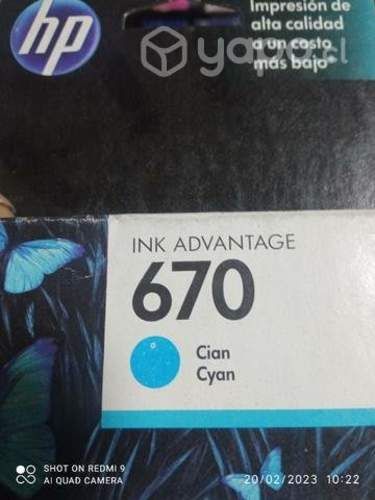 hp
Impresión de
alta calidad
a un costo
más bajo
yapo.cl
INK ADVANTAGE
670
Cian
Cyan
SHOT ON REDMI 9
AI QUAD CAMERA
20/02/2023 10:22